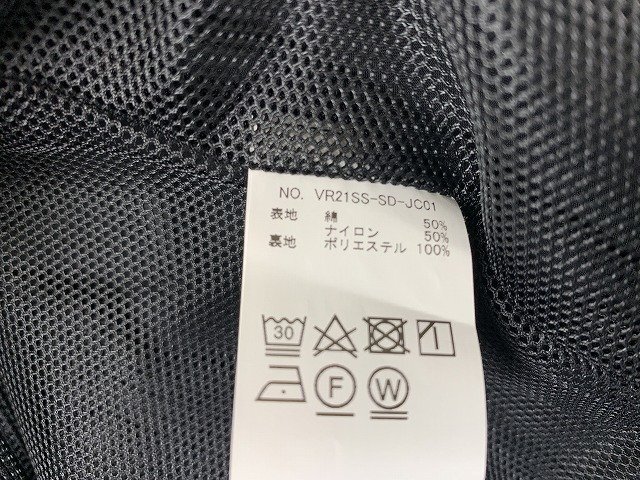 NO. VR21SS-SD-JC01
表地 綿 50%
ナイロン 50%
裏地 ポリエステル 100%
30
F W